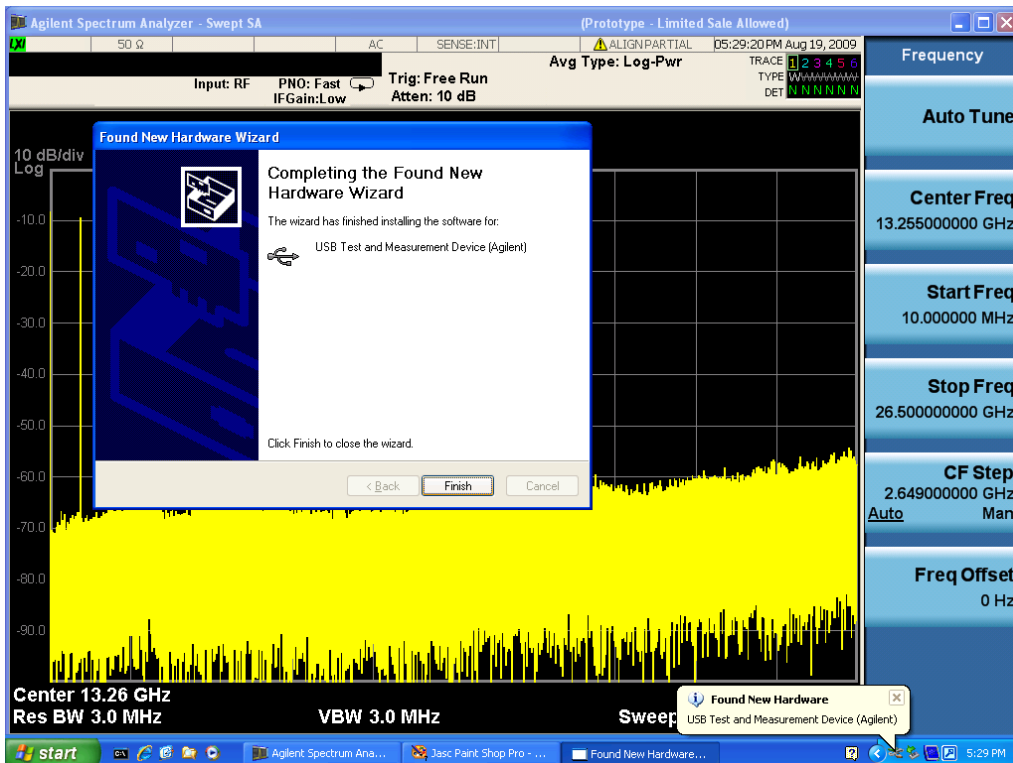 Agilent Spectrum Analyzer - Swept SA (Prototype - Limited Sale Allowed)
LXI 50 Ω AC SENSE:INT ALIGN PARTIAL 05:29:20 PM Aug 19, 2009
Input: RF PNO: Fast Trig: Free Run Avg Type: Log-Pwr TRACE 1 2 3 4 5 6
IFGain:Low Atten: 10 dB TYPE WWWWWW
DET N N N N N N
Frequency
Auto Tune
Center Freq
13.255000000 GHz
Start Freq
10.000000 MHz
Stop Freq
26.500000000 GHz
CF Step
2.649000000 GHz
Auto Man
Freq Offset
0 Hz
10 dB/div
Log
-10.0
-20.0
-30.0
-40.0
-50.0
-60.0
-70.0
-80.0
-90.0
Found New Hardware Wizard
Completing the Found New
Hardware Wizard
The wizard has finished installing the software for:
USB Test and Measurement Device (Agilent)
Click Finish to close the wizard.
< Back Finish Cancel
Center 13.26 GHz
Res BW 3.0 MHz VBW 3.0 MHz Sweep
Found New Hardware
USB Test and Measurement Device (Agilent)
start Agilent Spectrum Ana... Jasc Paint Shop Pro - ... Found New Hardware... 5:29 PM